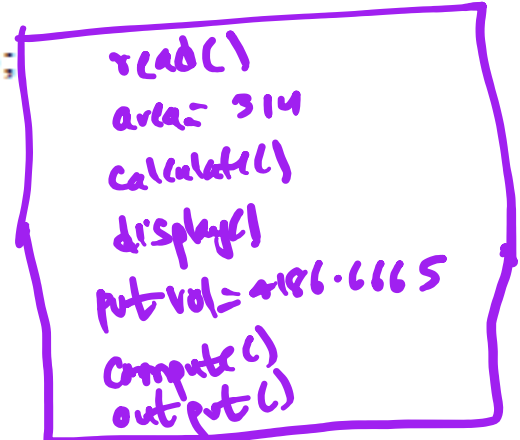 read()
area= 314
calculate()
display()
put vol= 4186.6665
compute()
output()